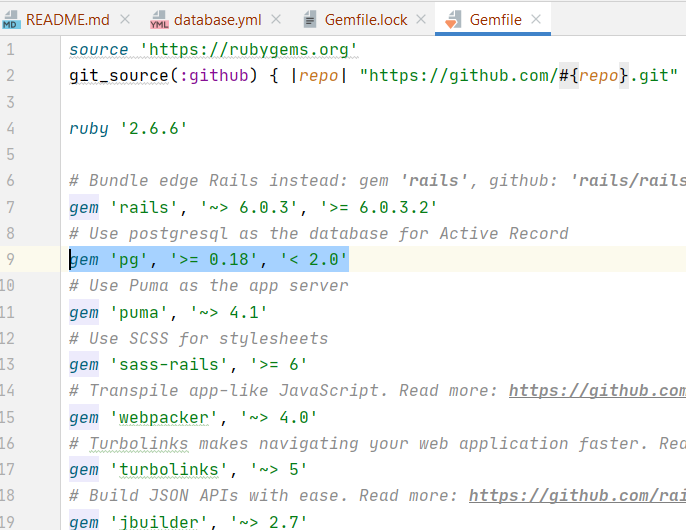 README.md database.yml Gemfile.lock Gemfile
1 source 'https://rubygems.org'
2 git_source(:github) { |repo| "https://github.com/#{repo}.git"
3
4 ruby '2.6.6'
5
6 # Bundle edge Rails instead: gem 'rails', github: 'rails/rails
7 gem 'rails', '~> 6.0.3', '>= 6.0.3.2'
8 # Use postgresql as the database for Active Record
9 gem 'pg', '>= 0.18', '< 2.0'
10 # Use Puma as the app server
11 gem 'puma', '~> 4.1'
12 # Use SCSS for stylesheets
13 gem 'sass-rails', '>= 6'
14 # Transpile app-like JavaScript. Read more: https://github.com
15 gem 'webpacker', '~> 4.0'
16 # Turbolinks makes navigating your web application faster. Rea
17 gem 'turbolinks', '~> 5'
18 # Build JSON APIs with ease. Read more: https://github.com/rai
19 gem 'jbuilder', '~> 2.7'